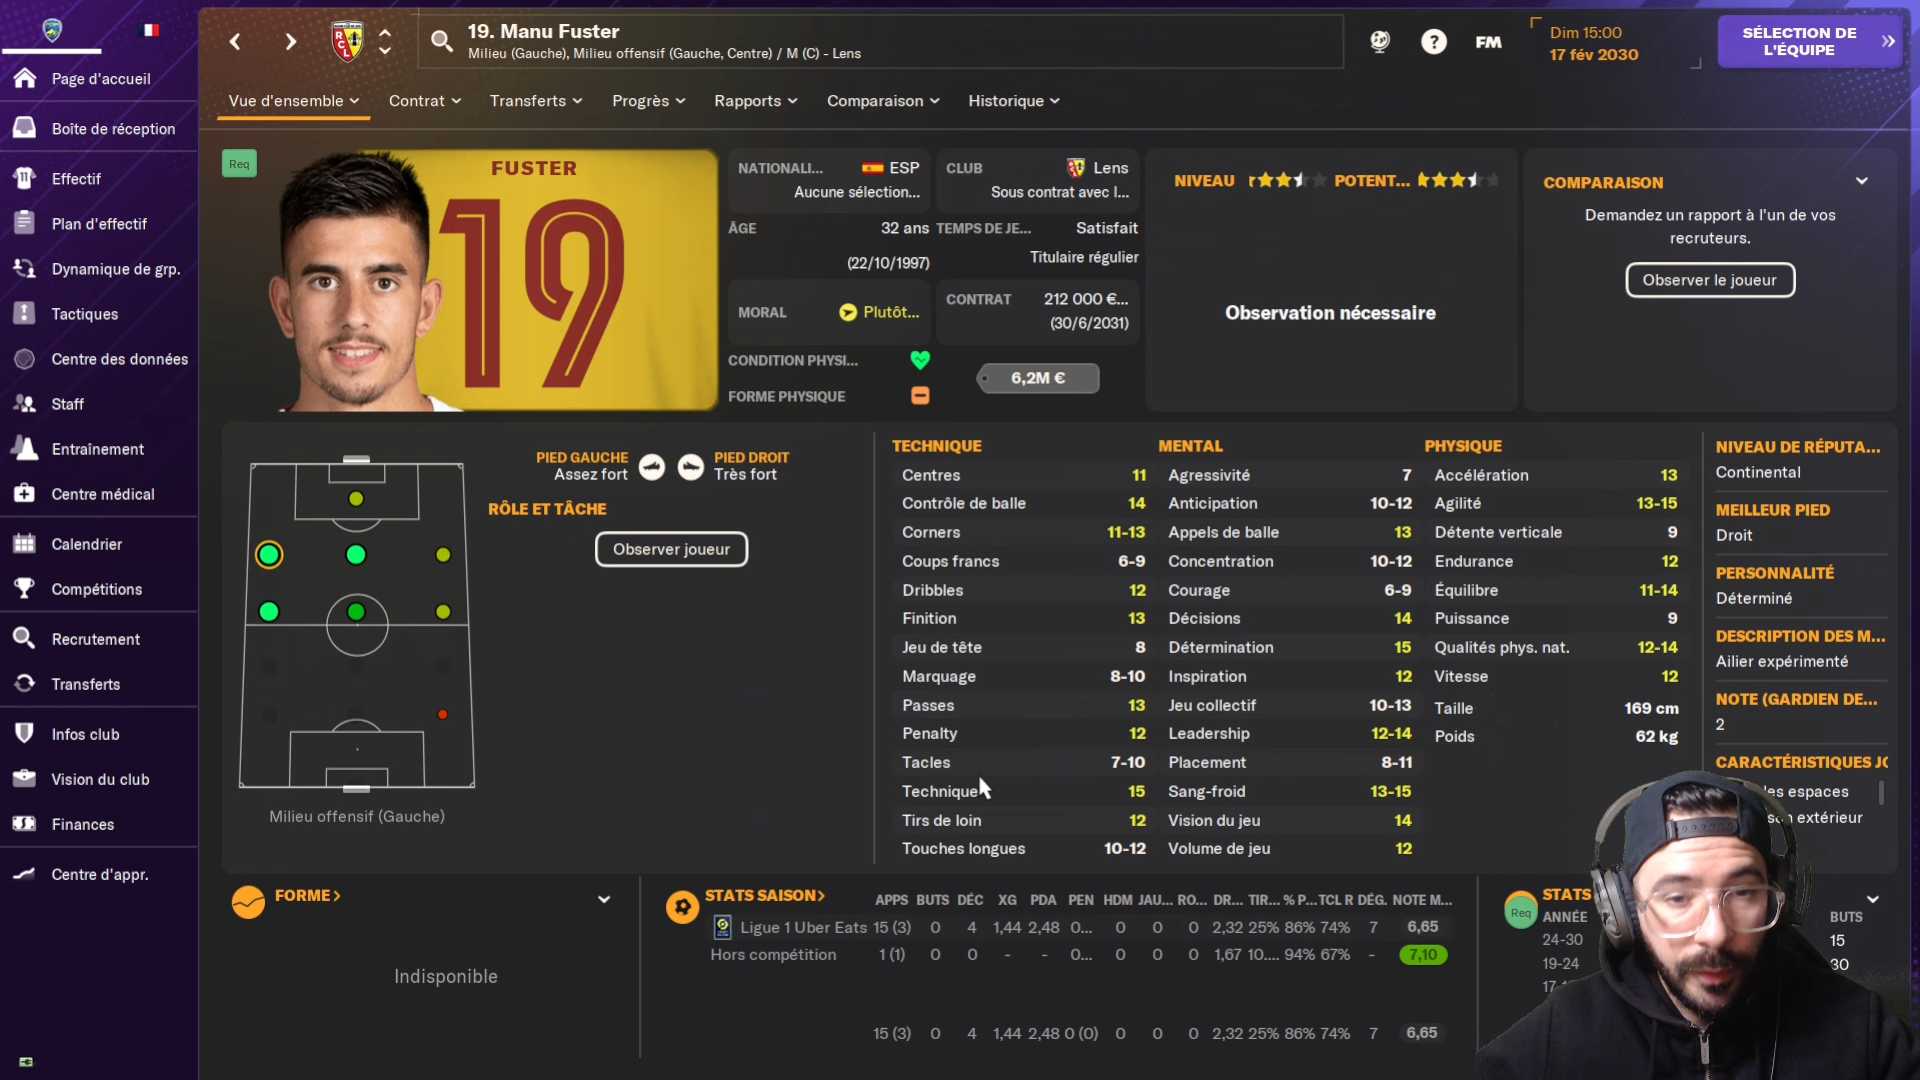 19. Manu Fuster
Milieu (Gauche), Milieu offensif (Gauche, Centre) / M (C) - Lens
FM
Dim 15:00
17 fév 2030
SÉLECTION DE
L'ÉQUIPE
Page d'accueil
Boîte de réception
Effectif
Plan d'effectif
Dynamique de grp.
Tactiques
Centre des données
Staff
Entraînement
Centre médical
Calendrier
Compétitions
Recrutement
Transferts
Infos club
Vision du club
Finances
Centre d'appr.
Vue d'ensemble
Contrat
Transferts
Progrès
Rapports
Comparaison
Historique
Req
FUSTER
19
NATIONALI... ESP
Aucune sélection...
CLUB Lens
Sous contrat avec l...
ÂGE 32 ans
(22/10/1997)
TEMPS DE JE... Satisfait
Titulaire régulier
MORAL Plutôt...
CONTRAT 212 000 €...
(30/6/2031)
CONDITION PHYSI...
FORME PHYSIQUE
6,2M €
NIVEAU
POTENT...
Observation nécessaire
COMPARAISON
Demandez un rapport à l'un de vos
recruteurs.
Observer le joueur
PIED GAUCHE
Assez fort
PIED DROIT
Très fort
RÔLE ET TÂCHE
Observer joueur
Milieu offensif (Gauche)
TECHNIQUE
Centres 11
Contrôle de balle 14
Corners 11-13
Coups francs 6-9
Dribbles 12
Finition 13
Jeu de tête 8
Marquage 8-10
Passes 13
Penalty 12
Tacles 7-10
Technique 15
Tirs de loin 12
Touches longues 10-12
MENTAL
Agressivité 7
Anticipation 10-12
Appels de balle 13
Concentration 10-12
Courage 6-9
Décisions 14
Détermination 15
Inspiration 12
Jeu collectif 10-13
Leadership 12-14
Placement 8-11
Sang-froid 13-15
Vision du jeu 14
Volume de jeu 12
PHYSIQUE
Accélération 13
Agilité 13-15
Détente verticale 9
Endurance 12
Équilibre 11-14
Puissance 9
Qualités phys. nat. 12-14
Vitesse 12
Taille 169 cm
Poids 62 kg
NIVEAU DE RÉPUTA...
Continental
MEILLEUR PIED
Droit
PERSONNALITÉ
Déterminé
DESCRIPTION DES M...
Ailier expérimenté
NOTE (GARDIEN DE...
2
CARACTÉRISTIQUES JO
les espaces
son extérieur
FORME
Indisponible
STATS SAISON
APPS BUTS DÉC XG PDA PEN HDM JAU... RO... DR... TIR... % P... TCL R DÉG. NOTE M...
Ligue 1 Uber Eats 15 (3) 0 4 1,44 2,48 0... 0 0 0 2,32 25% 86% 74% 7 6,65
Hors compétition 1 (1) 0 0 - - 0... 0 0 0 1,67 10.... 94% 67% - 7,10
15 (3) 0 4 1,44 2,48 0 (0) 0 0 0 2,32 25% 86% 74% 7 6,65
STATS
Req
ANNÉE BUTS
24-30 15
19-24 30